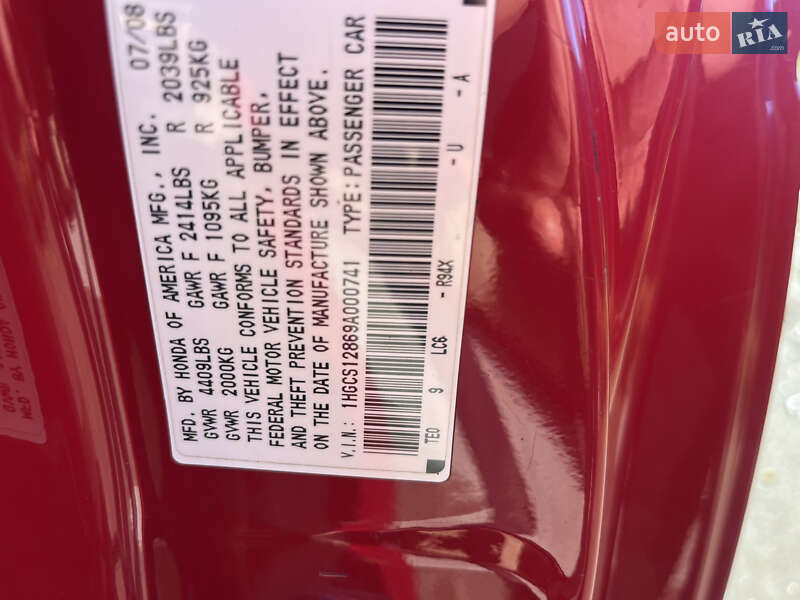 MFD. BY HONDA OF AMERICA MFG., INC. 07/08
GVWR 4409LBS GAWR F 2414LBS R 2039LBS
GVWR 2000KG GAWR F 1095KG R 925KG
THIS VEHICLE CONFORMS TO ALL APPLICABLE
FEDERAL MOTOR VEHICLE SAFETY, BUMPER,
AND THEFT PREVENTION STANDARDS IN EFFECT
ON THE DATE OF MANUFACTURE SHOWN ABOVE.
V.I.N.: 1HGCS12869A000741 TYPE: PASSENGER CAR
TE0 9 LC6 - R94X - U - A
auto RIA.com